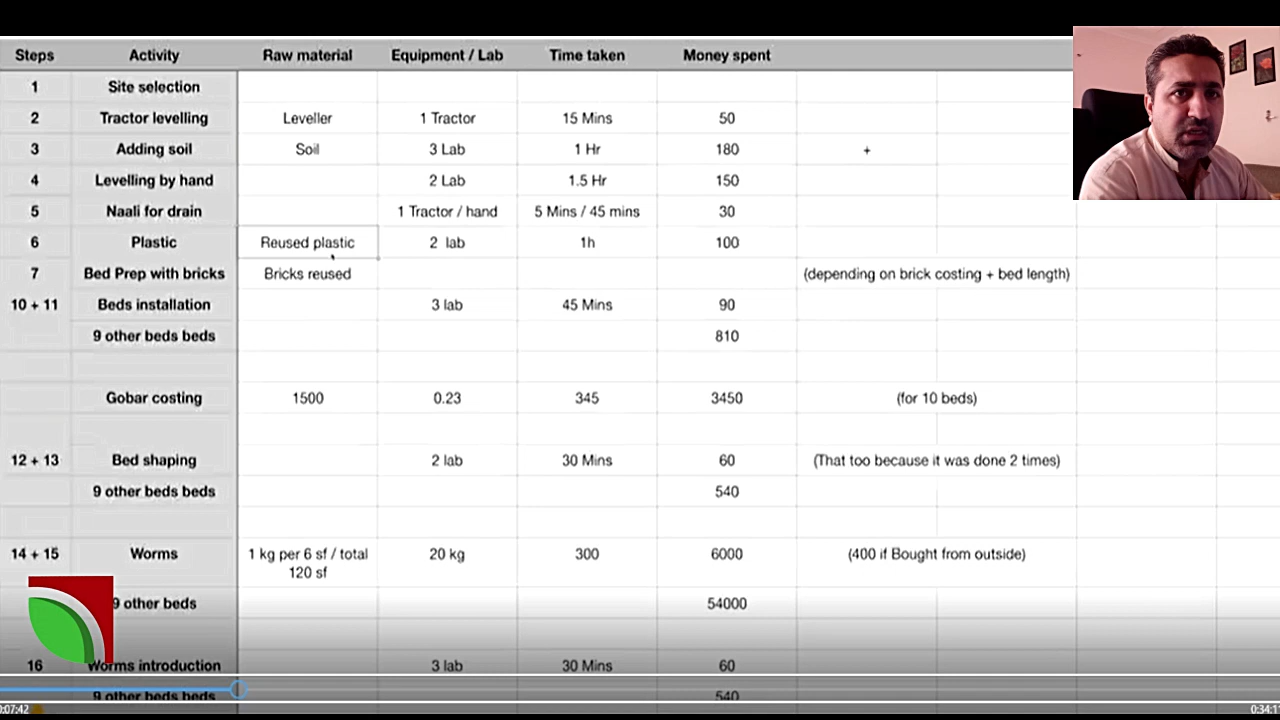 Steps Activity Raw material Equipment / Lab Time taken Money spent
1 Site selection
2 Tractor levelling Leveller 1 Tractor 15 Mins 50
3 Adding soil Soil 3 Lab 1 Hr 180 +
4 Levelling by hand 2 Lab 1.5 Hr 150
5 Naali for drain 1 Tractor / hand 5 Mins / 45 mins 30
6 Plastic Reused plastic 2 lab 1h 100
7 Bed Prep with bricks Bricks reused (depending on brick costing + bed length)
10 + 11 Beds installation 3 lab 45 Mins 90
9 other beds beds 810
Gobar costing 1500 0.23 345 3450 (for 10 beds)
12 + 13 Bed shaping 2 lab 30 Mins 60 (That too because it was done 2 times)
9 other beds beds 540
14 + 15 Worms 1 kg per 6 sf / total 20 kg 300 6000 (400 if Bought from outside)
120 sf
9 other beds 54000
16 Worms introduction 3 lab 30 Mins 60
9 other beds beds 540
0:07:42